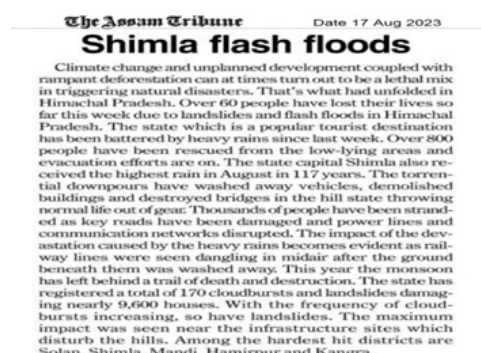 The Assam Tribune Date 17 Aug 2023
Shimla flash floods
Climate change and unplanned development coupled with
rampant deforestation can at times turn out to be a lethal mix
in triggering natural disasters. That's what had unfolded in
Himachal Pradesh. Over 60 people have lost their lives so
far this week due to landslides and flash floods in Himachal
Pradesh. The state which is a popular tourist destination
has been battered by heavy rains since last week. Over 800
people have been rescued from the low-lying areas and
evacuation efforts are on. The state capital Shimla also re-
ceived the highest rain in August in 117 years. The torren-
tial downpours have washed away vehicles, demolished
buildings and destroyed bridges in the hill state throwing
normal life out of gear. Thousands of people have been strand-
ed as key roads have been damaged and power lines and
communication networks disrupted. The impact of the dev-
astation caused by the heavy rains becomes evident as rail-
way lines were seen dangling in midair after the ground
beneath them was washed away. This year the monsoon
has left behind a trail of death and destruction. The state has
registered a total of 170 cloudbursts and landslides damag-
ing nearly 9,600 houses. With the frequency of cloud-
bursts increasing, so have landslides. The maximum
impact was seen near the infrastructure sites which
disturb the hills. Among the hardest hit districts are
Solan, Shimla, Mandi, Hamirpur and Kangra.